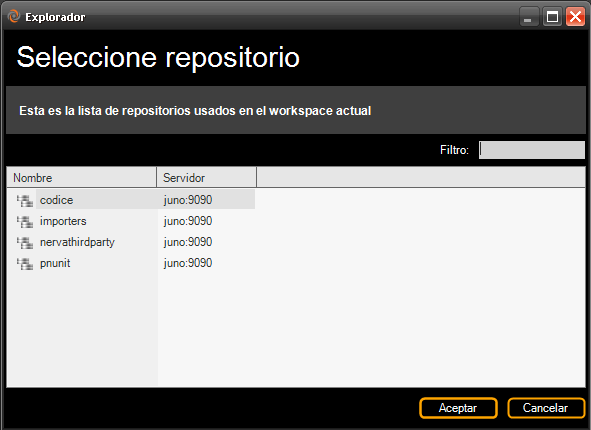 Explorador
Seleccione repositorio
Esta es la lista de repositorios usados en el workspace actual
Filtro:
Nombre Servidor
codice juno:9090
importers juno:9090
nervathirdparty juno:9090
pnunit juno:9090
Aceptar Cancelar